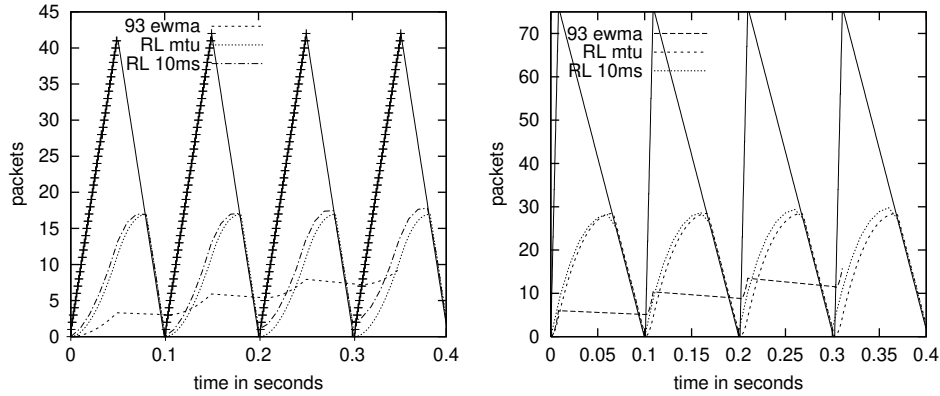 45
40
35
30
25
20
15
10
5
0
packets
93 ewma
RL mtu
RL 10ms
0 0.1 0.2 0.3 0.4
time in seconds
70
60
50
40
30
20
10
0
packets
93 ewma
RL mtu
RL 10ms
0 0.05 0.1 0.15 0.2 0.25 0.3 0.35 0.4
time in seconds